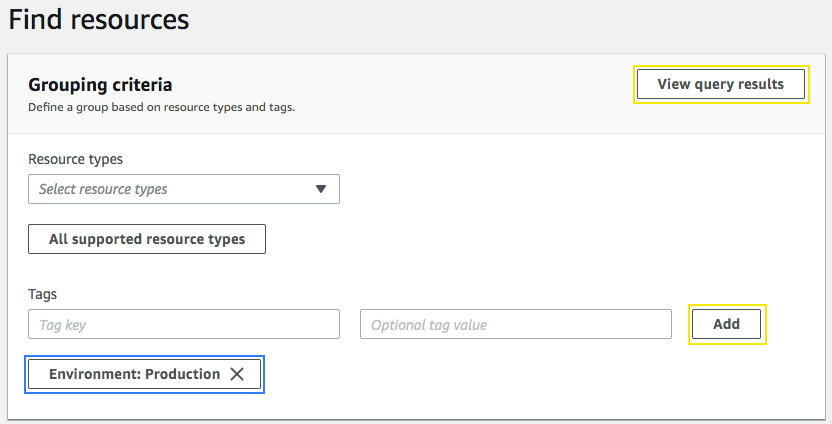 Find resources
Grouping criteria
View query results
Define a group based on resource types and tags.
Resource types
Select resource types
All supported resource types
Tags
Tag key
Optional tag value
Add
Environment: Production